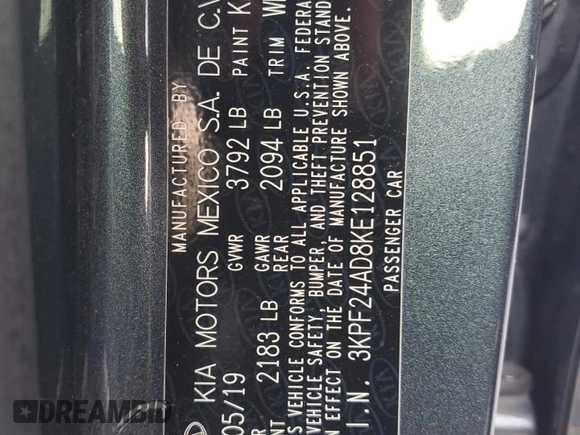 MANUFACTURED BY
KIA MOTORS MEXICO S.A. DE C.V
05/19 GVWR 3792 LB PAINT K
GAWR
2183 LB REAR 2094 LB TRIM W
S VEHICLE CONFORMS TO ALL APPLICABLE U.S.A. FEDERA
VEHICLE SAFETY, BUMPER, AND THEFT PREVENTION STAND
N EFFECT ON THE DATE OF MANUFACTURE SHOWN ABOVE.
I.N. 3KPF24AD8KE128851
PASSENGER CAR
DEALERSCOPE
STATISTICS